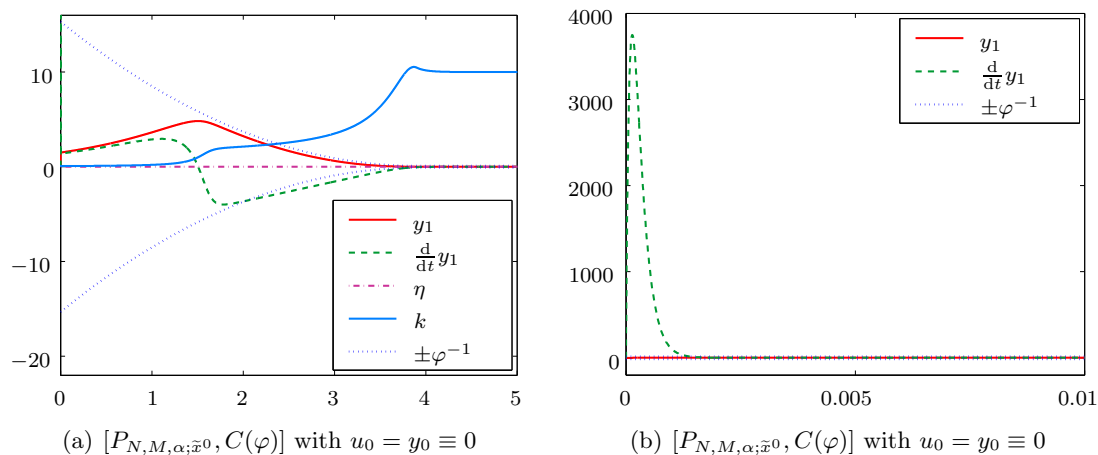 10
0
−10
−20
0 1 2 3 4 5
y₁
d/dt y₁
η
k
±φ⁻¹
(a) [P_{N,M,α;x̃⁰}, C(φ)] with u₀ = y₀ ≡ 0
4000
3000
2000
1000
0
0 0.005 0.01
y₁
d/dt y₁
±φ⁻¹
(b) [P_{N,M,α;x̃⁰}, C(φ)] with u₀ = y₀ ≡ 0